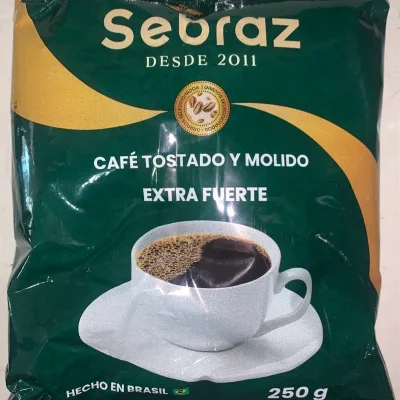 Sebraz
DESDE 2011
CAFÉ TOSTADO Y MOLIDO
EXTRA FUERTE
HECHO EN BRASIL
250 g